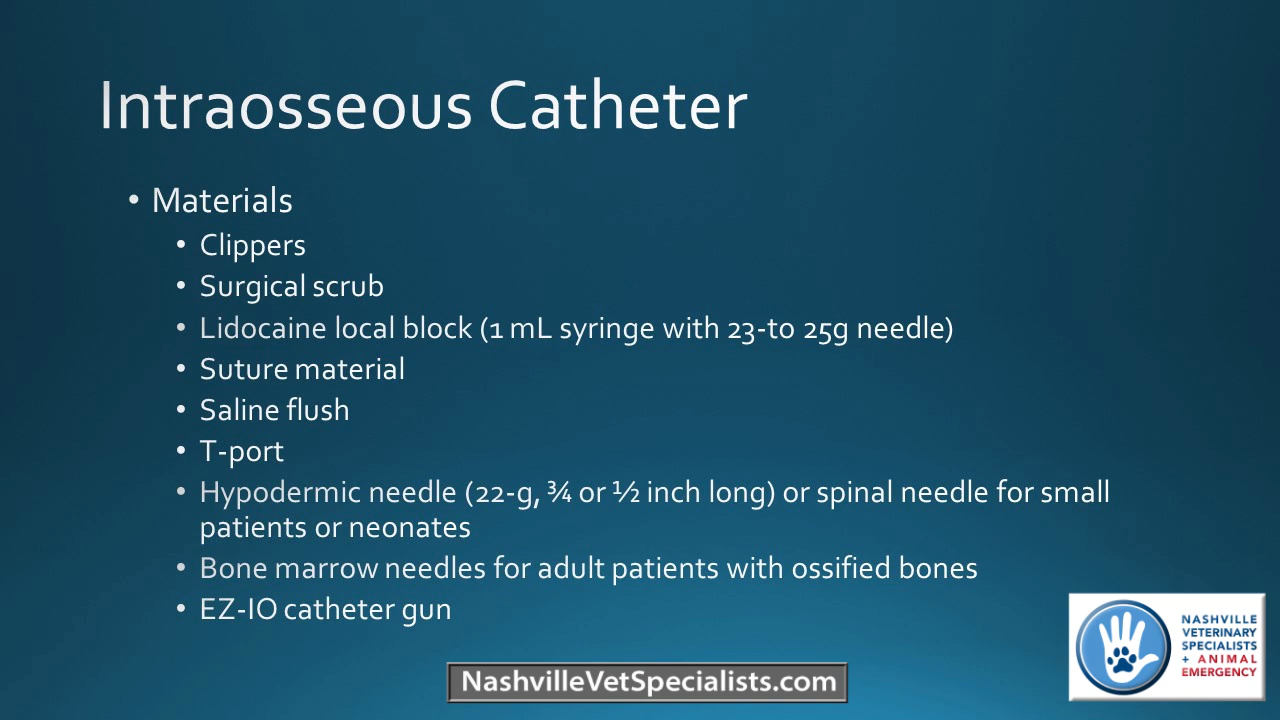 Intraosseous Catheter
• Materials
• Clippers
• Surgical scrub
• Lidocaine local block (1 mL syringe with 23-to 25g needle)
• Suture material
• Saline flush
• T-port
• Hypodermic needle (22-g, ¾ or ½ inch long) or spinal needle for small
patients or neonates
• Bone marrow needles for adult patients with ossified bones
• EZ-IO catheter gun
NASHVILLE
VETERINARY
SPECIALISTS
+ ANIMAL
EMERGENCY
NashvilleVetSpecialists.com